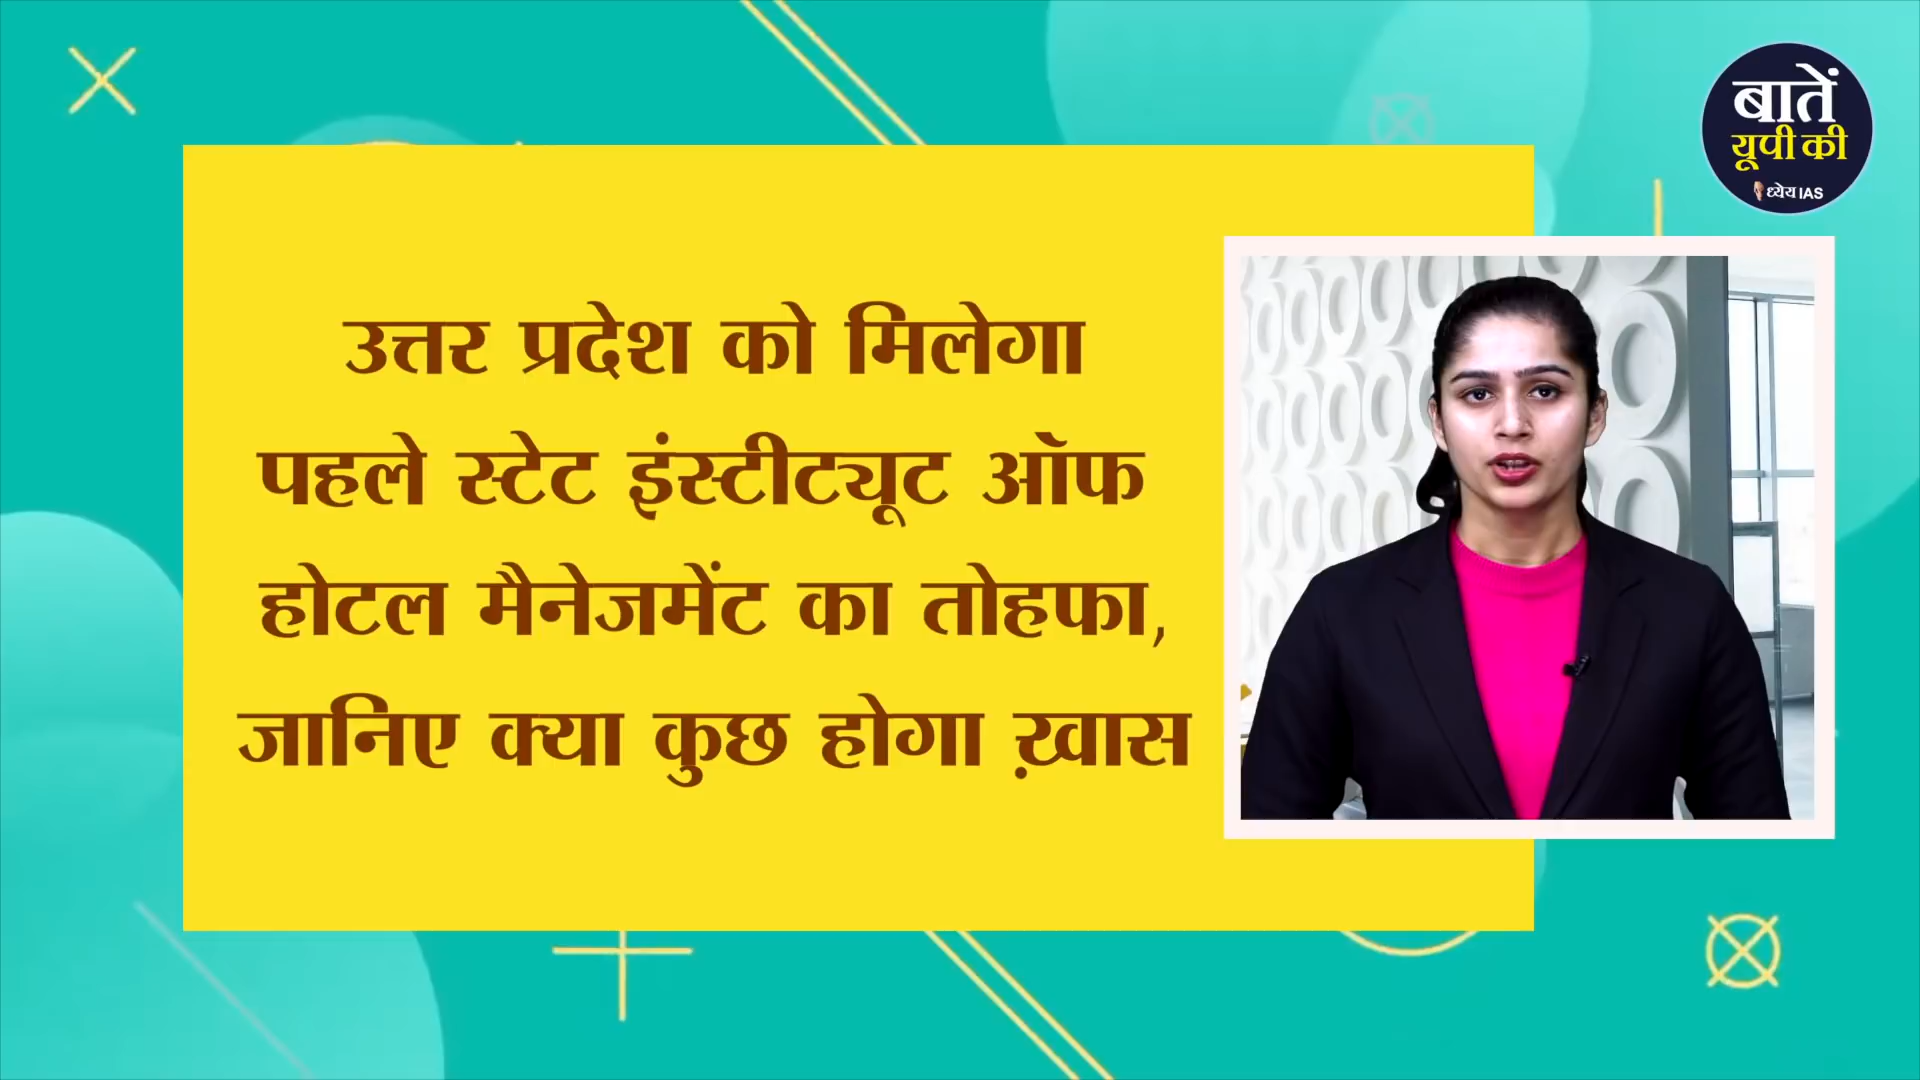 बातें
यूपी की
ध्येय IAS
उत्तर प्रदेश को मिलेगा
पहले स्टेट इंस्टीट्यूट ऑफ
होटल मैनेजमेंट का तोहफा,
जानिए क्या कुछ होगा ख़ास